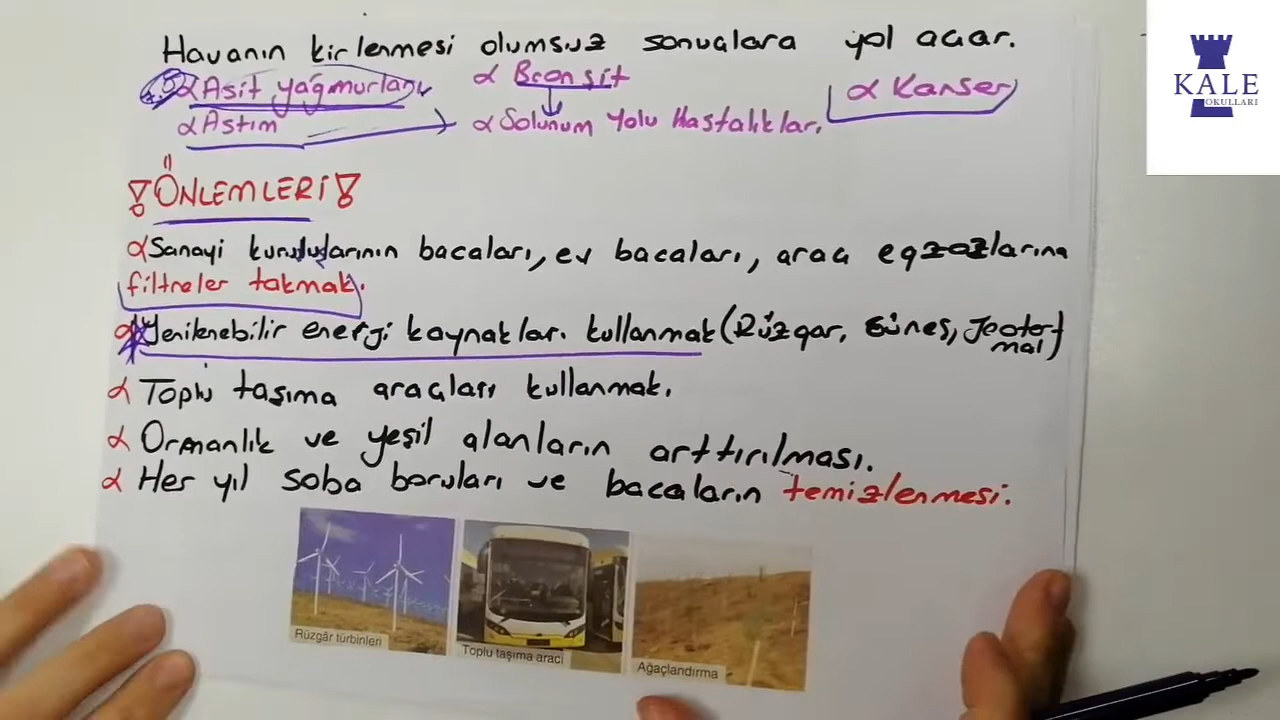 Havanın kirlenmesi olumsuz sonuçlara yol açar.
α Asit yağmurları α Bronşit α Kanser
α Astım α Solunum Yolu Hastalıkları
! ÖNLEMLERİ !
α Sanayi kuruluşlarının bacaları, ev bacaları, araç egzozlarına
filtreler takmak.
α Yenilenebilir enerji kaynakları kullanmak (Rüzgar, Güneş, Jeoter
mal)
α Toplu taşıma araçları kullanmak.
α Ormanlık ve yeşil alanların arttırılması.
α Her yıl soba boruları ve bacaların temizlenmesi.
Rüzgâr türbinleri
Toplu taşıma aracı
Ağaçlandırma
KALE
OKULLARI